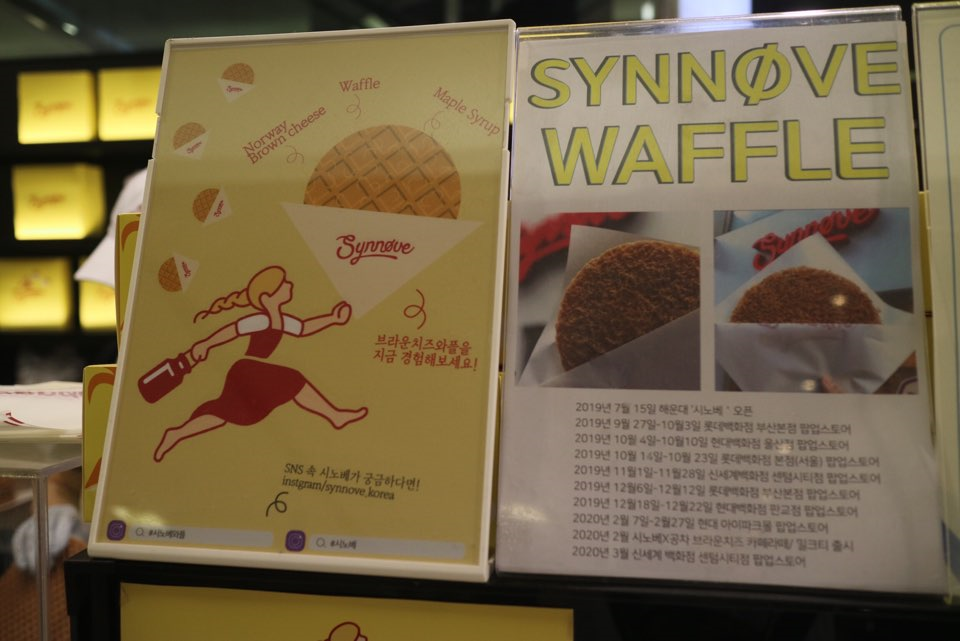 Waffle
Norway
Brown cheese
Maple Syrup
Synnøve
브라운치즈와플을
지금 경험해보세요!
SNS 속 시노베가 궁금하다면!
instgram/synnove_korea
#시노베와플
#시노베
SYNNØVE
WAFFLE
Synnove
2019년 7월 15일 해운대 '시노베' 오픈
2019년 9월 27일-10월3일 롯데백화점 부산본점 팝업스토어
2019년 10월 4일-10월10일 현대백화점 울산점 팝업스토어
2019년 10월 14일-10월 23일 롯데백화점 본점(서울) 팝업스토어
2019년 11월1일-11월28일 신세계백화점 센텀시티점 팝업스토어
2019년 12월6일-12월12일 롯데백화점 부산본점 팝업스토어
2019년 12월18일-12월22일 현대백화점 판교점 팝업스토어
2020년 2월 7일-2월27일 현대 아이파크몰 팝업스토어
2020년 2월 시노베X공차 브라운치즈 카페라떼/ 밀크티 출시
2020년 3월 신세계 백화점 센텀시티점 팝업스토어